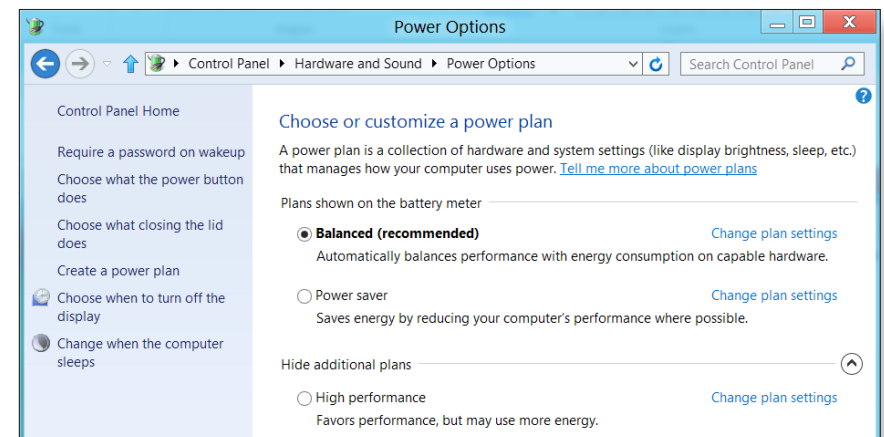 Power Options
Control Panel Hardware and Sound Power Options
Search Control Panel
Control Panel Home
Require a password on wakeup
Choose what the power button
does
Choose what closing the lid
does
Create a power plan
Choose when to turn off the
display
Change when the computer
sleeps
Choose or customize a power plan
A power plan is a collection of hardware and system settings (like display brightness, sleep, etc.)
that manages how your computer uses power. Tell me more about power plans
Plans shown on the battery meter
Balanced (recommended) Change plan settings
Automatically balances performance with energy consumption on capable hardware.
Power saver Change plan settings
Saves energy by reducing your computer's performance where possible.
Hide additional plans
High performance Change plan settings
Favors performance, but may use more energy.